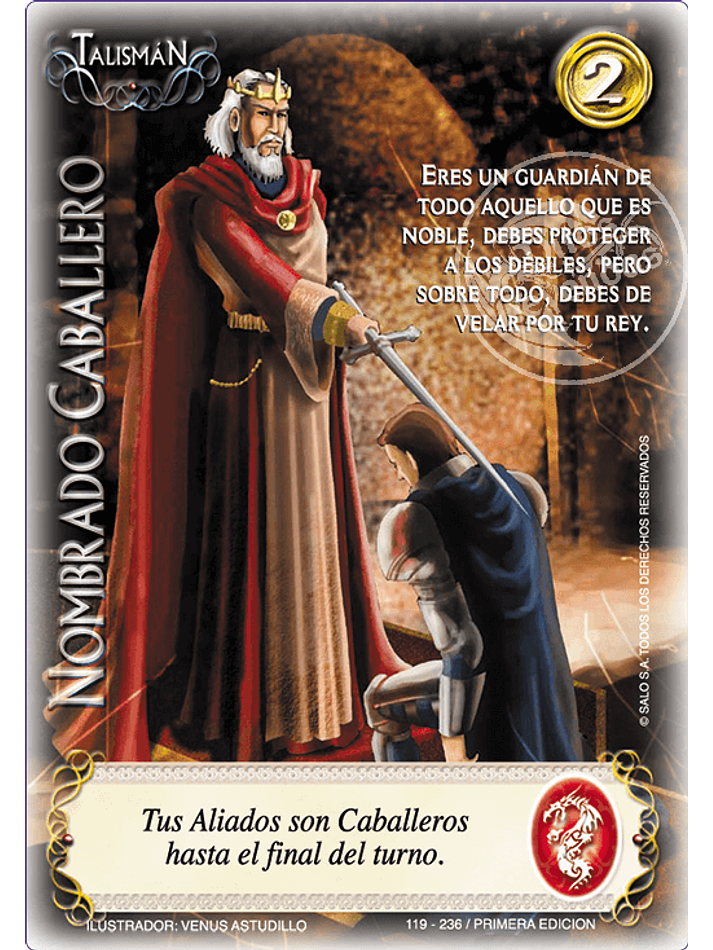 TALISMÁN
2
NOMBRADO CABALLERO
ERES UN GUARDIÁN DE
TODO AQUELLO QUE ES
NOBLE, DEBES PROTEGER
A LOS DÉBILES, PERO
SOBRE TODO, DEBES DE
VELAR POR TU REY.
© SALO S.A. TODOS LOS DERECHOS RESERVADOS
Tus Aliados son Caballeros
hasta el final del turno.
ILUSTRADOR: VENUS ASTUDILLO
119 - 236 / PRIMERA EDICION